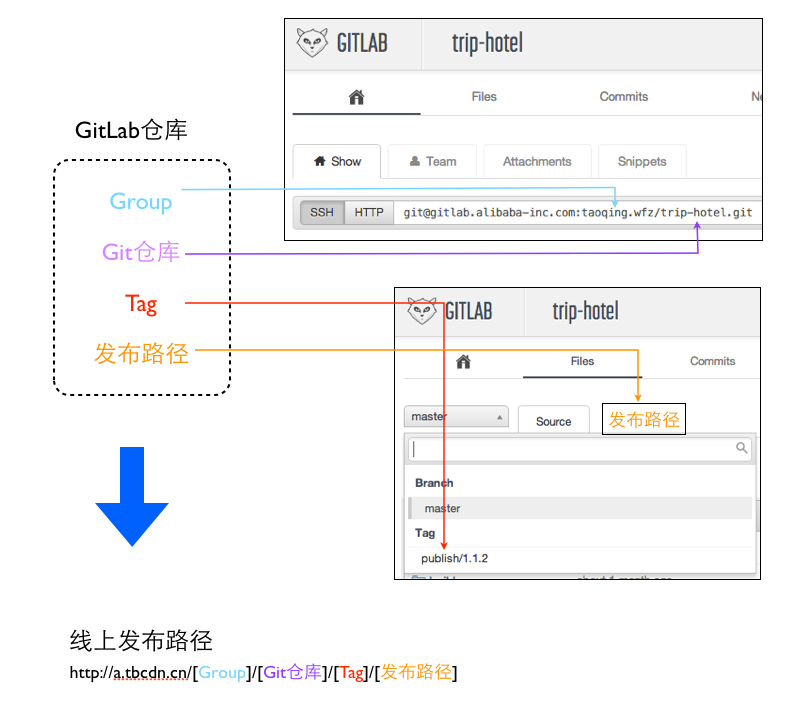 GITLAB trip-hotel
Files Commits
GitLab仓库
Show Team Attachments Snippets
Group
SSH HTTP git@gitlab.alibaba-inc.com:taoqing.wfz/trip-hotel.git
Git仓库
Tag
GITLAB trip-hotel
发布路径
Files Commits
master Source 发布路径
Branch
master
Tag
publish/1.1.2
线上发布路径
http://a.tbcdn.cn/[Group]/[Git仓库]/[Tag]/[发布路径]